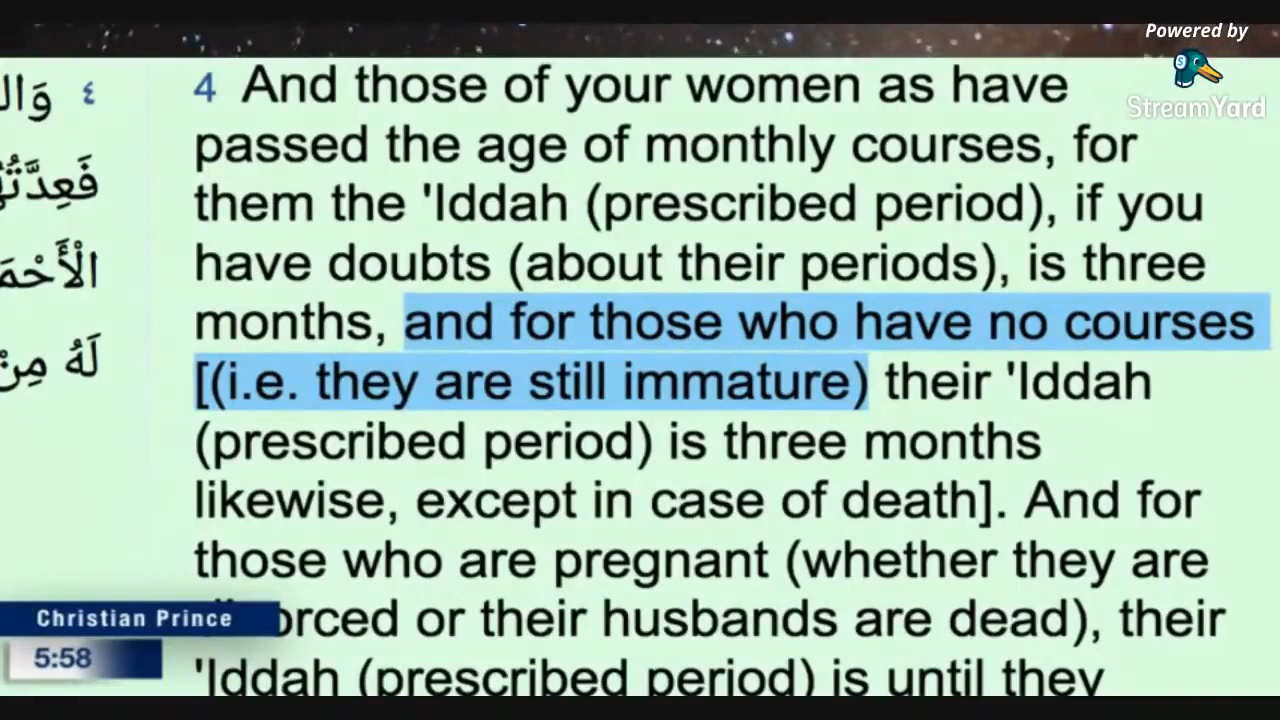 Powered by
StreamYard
4 And those of your women as have
passed the age of monthly courses, for
them the 'Iddah (prescribed period), if you
have doubts (about their periods), is three
months, and for those who have no courses
[(i.e. they are still immature) their 'Iddah
(prescribed period) is three months
likewise, except in case of death]. And for
those who are pregnant (whether they are
orced or their husbands are dead), their
'Iddah (prescribed period) is until they
٤
لَهُ
Christian Prince
5:58